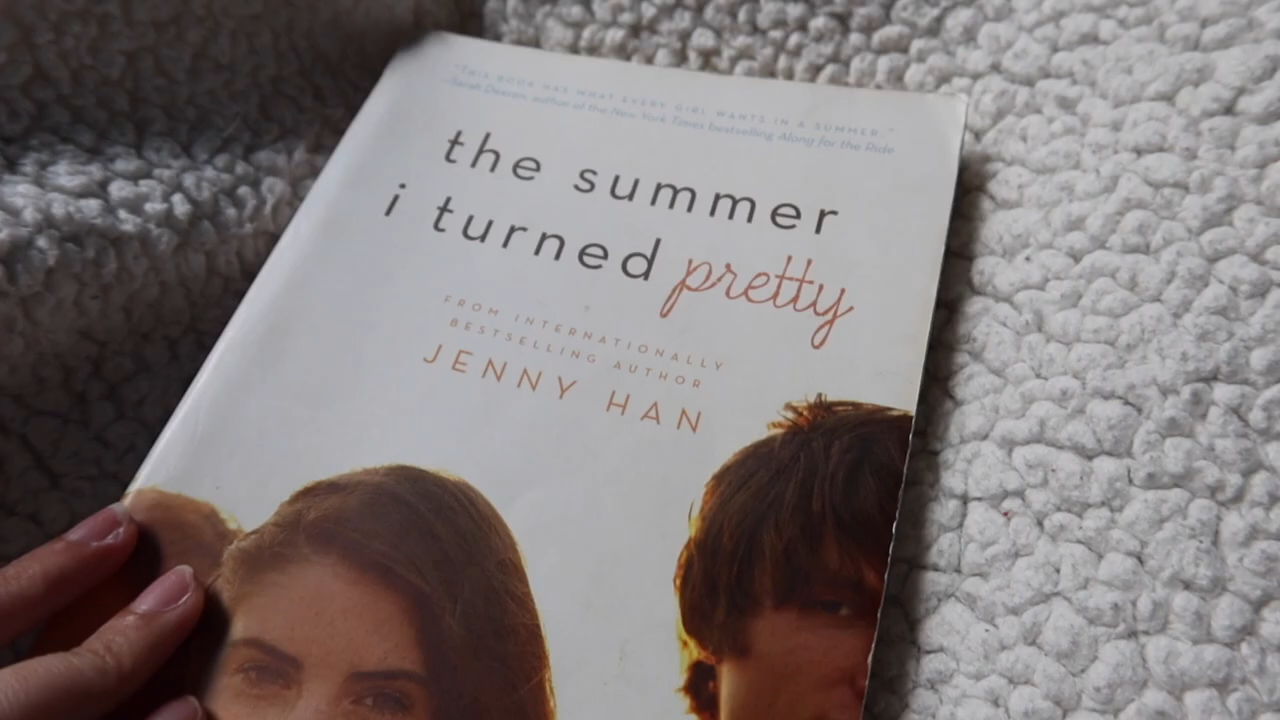 "THIS BOOK HAS WHAT EVERY GIRL WANTS IN A SUMMER."
—Sarah Dessen, author of the New York Times bestselling Along for the Ride
the summer
i turned pretty
FROM INTERNATIONALLY
BESTSELLING AUTHOR
JENNY HAN